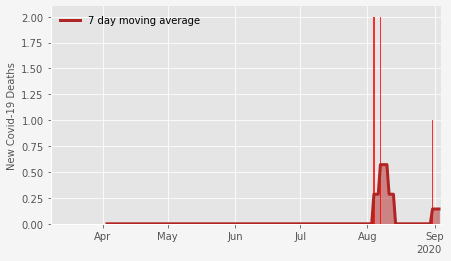 2.00
1.75
1.50
1.25
1.00
0.75
0.50
0.25
0.00
New Covid-19 Deaths
7 day moving average
Apr
May
Jun
Jul
Aug
Sep
2020